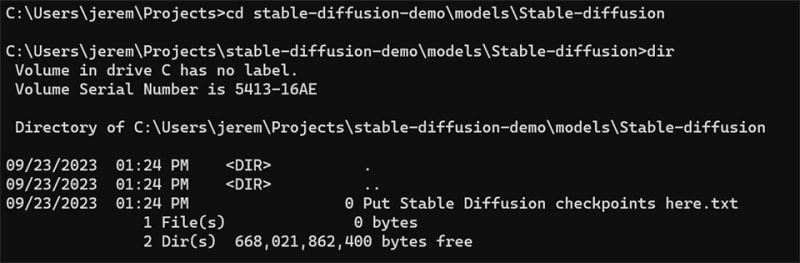 C:\Users\jerem\Projects>cd stable-diffusion-demo\models\Stable-diffusion
C:\Users\jerem\Projects\stable-diffusion-demo\models\Stable-diffusion>dir
Volume in drive C has no label.
Volume Serial Number is 5413-16AE
Directory of C:\Users\jerem\Projects\stable-diffusion-demo\models\Stable-diffusion
09/23/2023 01:24 PM <DIR> .
09/23/2023 01:24 PM <DIR> ..
09/23/2023 01:24 PM 0 Put Stable Diffusion checkpoints here.txt
1 File(s) 0 bytes
2 Dir(s) 668,021,862,400 bytes free